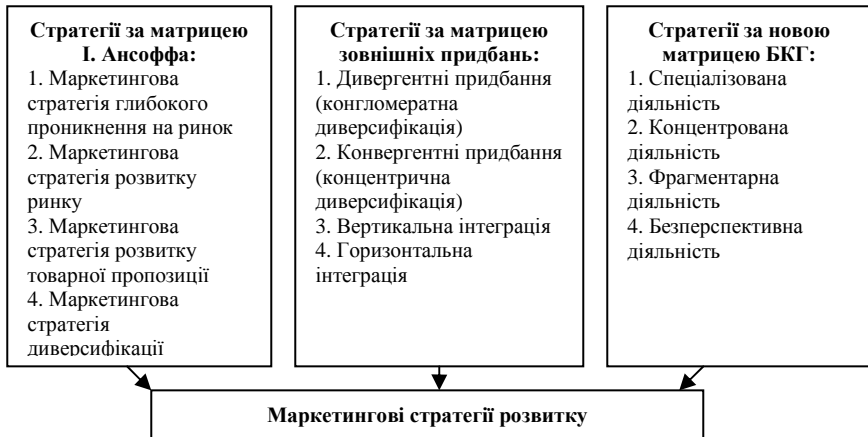 Стратегії за матрицею
І. Ансоффа:
1. Маркетингова
стратегія глибокого
проникнення на ринок
2. Маркетингова
стратегія розвитку
ринку
3. Маркетингова
стратегія розвитку
товарної пропозиції
4. Маркетингова
стратегія
диверсифікації
Стратегії за матрицею
зовнішніх придбань:
1. Дивергентні придбання
(конгломератна
диверсифікація)
2. Конвергентні придбання
(концентрична
диверсифікація)
3. Вертикальна інтеграція
4. Горизонтальна
інтеграція
Стратегії за новою
матрицею БКГ:
1. Спеціалізована
діяльність
2. Концентрована
діяльність
3. Фрагментарна
діяльність
4. Безперспективна
діяльність
Маркетингові стратегії розвитку